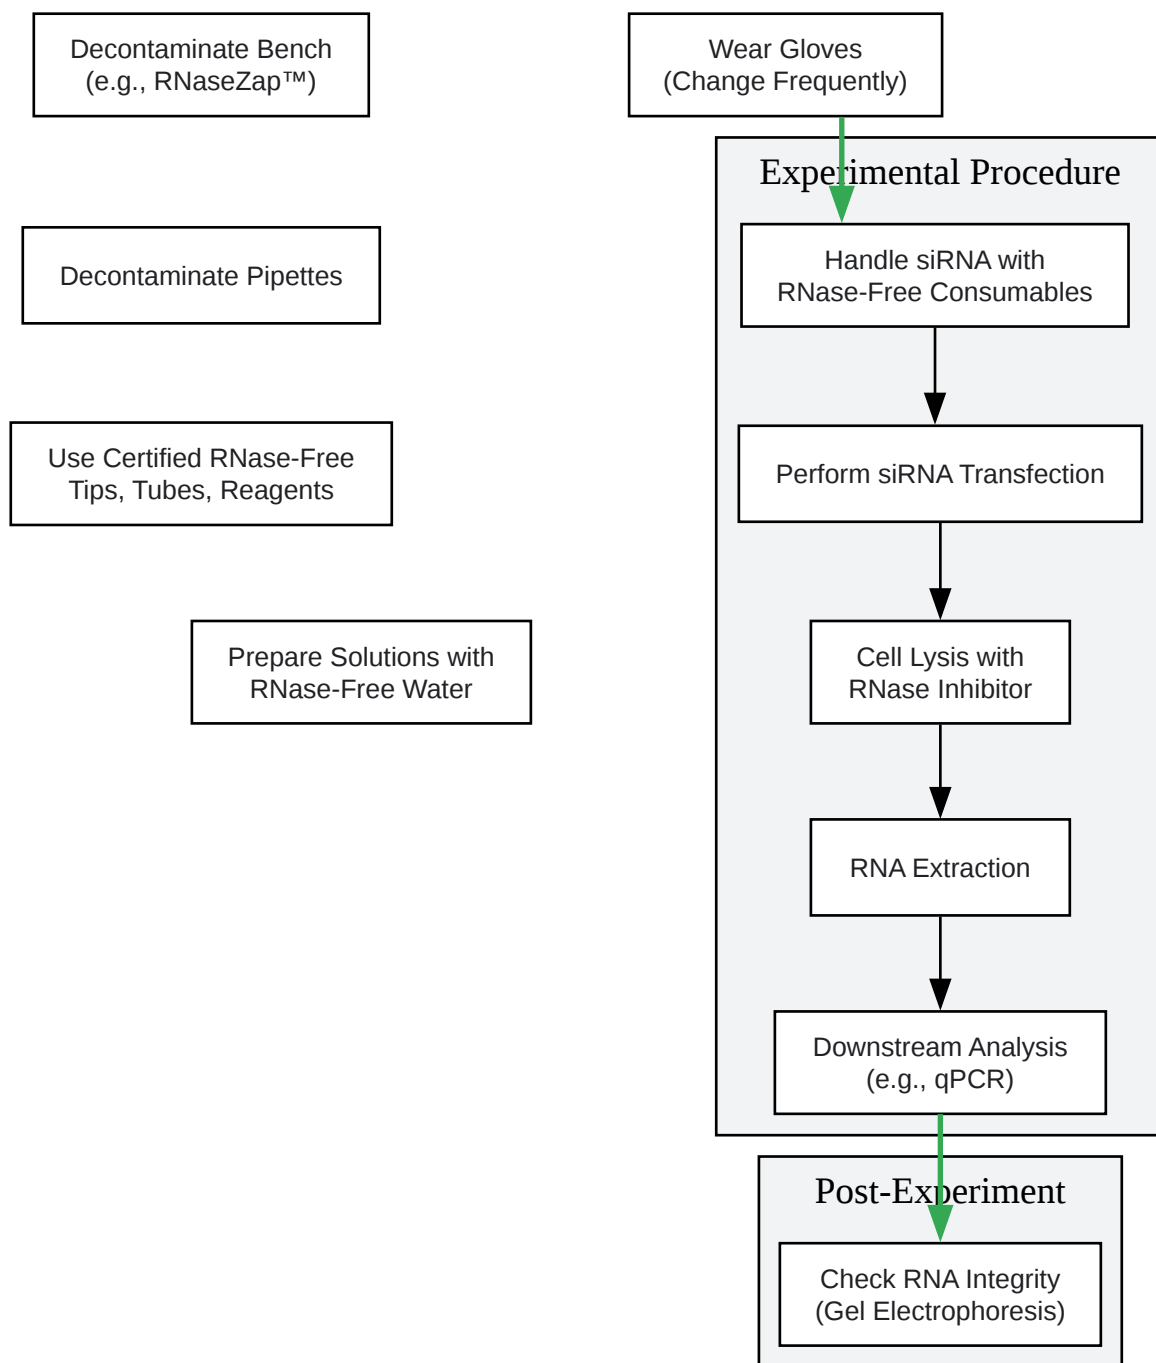 Decontaminate Bench
(e.g., RNaseZap™)
Wear Gloves
(Change Frequently)
Experimental Procedure
Decontaminate Pipettes
Handle siRNA with
RNase-Free Consumables
Use Certified RNase-Free
Tips, Tubes, Reagents
Perform siRNA Transfection
Prepare Solutions with
RNase-Free Water
Cell Lysis with
RNase Inhibitor
RNA Extraction
Downstream Analysis
(e.g., qPCR)
Post-Experiment
Check RNA Integrity
(Gel Electrophoresis)